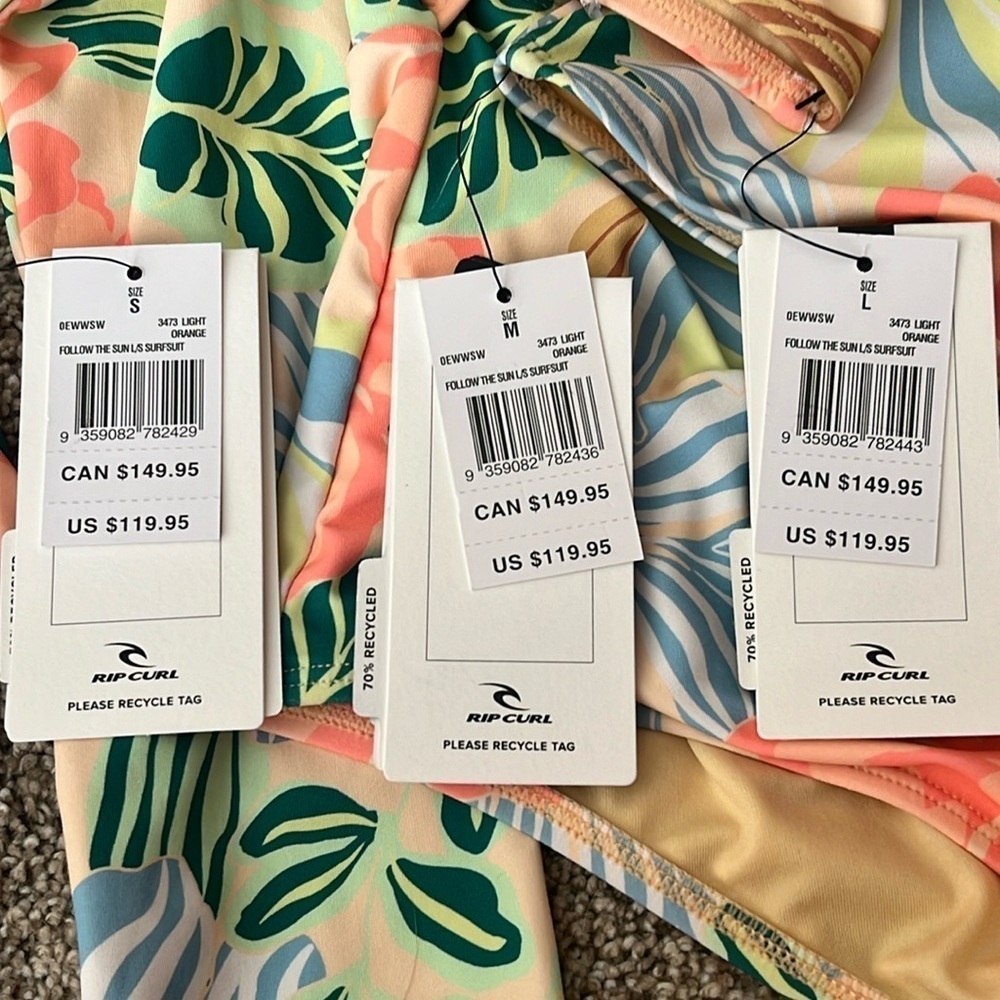 SIZE
S
0EWWSW
3473 LIGHT
ORANGE
FOLLOW THE SUN L/S SURFSUIT
9 359082 782429
CAN $149.95
US $119.95
RIP CURL
PLEASE RECYCLE TAG
SIZE
M
0EWWSW
3473 LIGHT
ORANGE
FOLLOW THE SUN L/S SURFSUIT
9 359082 782436
CAN $149.95
US $119.95
70% RECYCLED
RIP CURL
PLEASE RECYCLE TAG
SIZE
L
0EWWSW
3473 LIGHT
ORANGE
FOLLOW THE SUN L/S SURFSUIT
9 359082 782443
CAN $149.95
US $119.95
70% RECYCLED
RIP CURL
PLEASE RECYCLE TAG